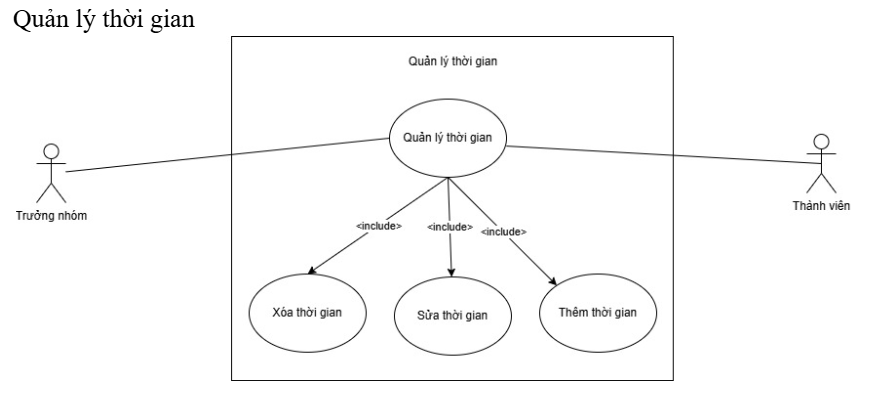 Quản lý thời gian
Quản lý thời gian
Quản lý thời gian
Trưởng nhóm
Thành viên
<include>
<include>
<include>
Xóa thời gian
Sửa thời gian
Thêm thời gian